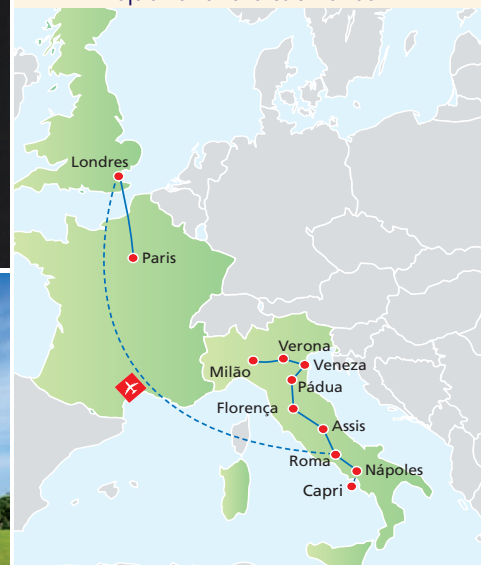 Londres
Paris
Verona
Veneza
Milão
Pádua
Florença
Assis
Roma
Nápoles
Capri